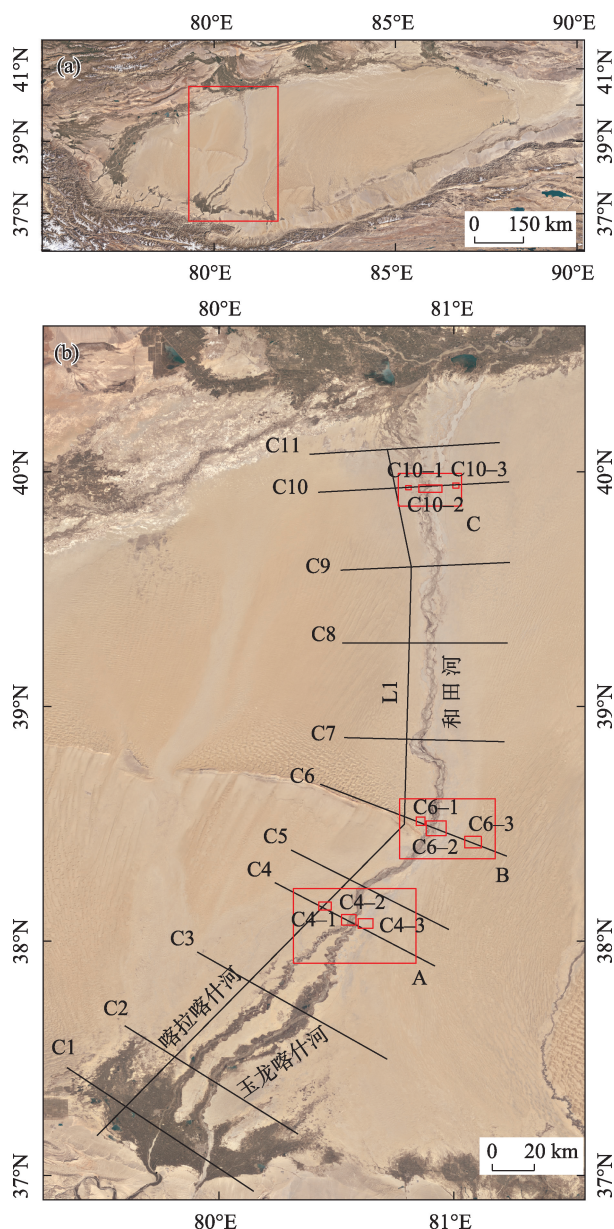 80°E 85°E 90°E
(a)
41°N 41°N
39°N 39°N
37°N 37°N
0 150 km
80°E 85°E 90°E
80°E 81°E
(b)
C11
40°N 40°N
C10–1 C10–3
C10
C10–2
C
C9
C8
和田河
L1
39°N 39°N
C7
C6
C6–1
C6–3
C6–2
C5
B
C4
C4–2
C4–1 C4–3
38°N 38°N
C3
A
喀拉喀什河
C2
玉龙喀什河
C1
37°N 37°N
0 20 km
80°E 81°E